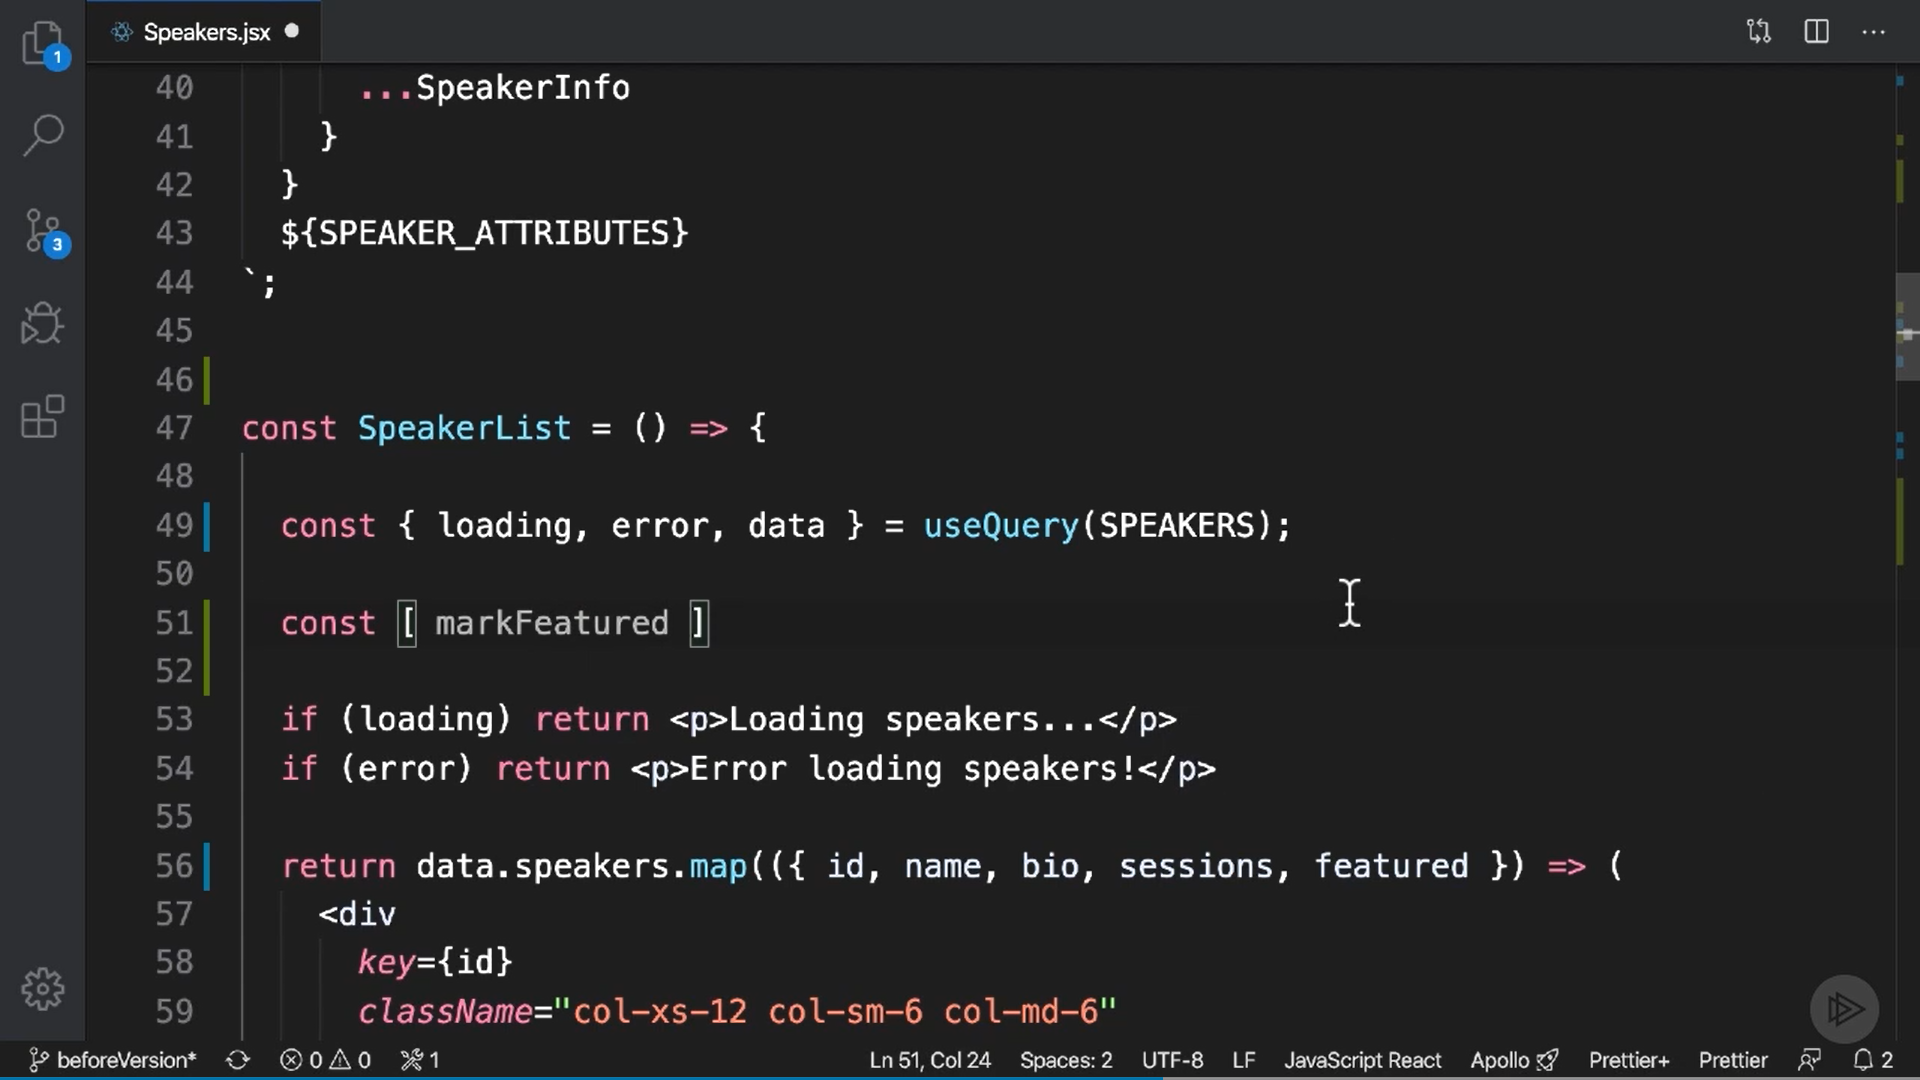 Speakers.jsx
1
3
40 ...SpeakerInfo
41 }
42 }
43 ${SPEAKER_ATTRIBUTES}
44 `;
45
46
47 const SpeakerList = () => {
48
49 const { loading, error, data } = useQuery(SPEAKERS);
50
51 const [ markFeatured ]
52
53 if (loading) return <p>Loading speakers...</p>
54 if (error) return <p>Error loading speakers!</p>
55
56 return data.speakers.map(({ id, name, bio, sessions, featured }) => (
57 <div
58 key={id}
59 className="col-xs-12 col-sm-6 col-md-6"
beforeVersion* 0 0 1 Ln 51, Col 24 Spaces: 2 UTF-8 LF JavaScript React Apollo Prettier+ Prettier 2